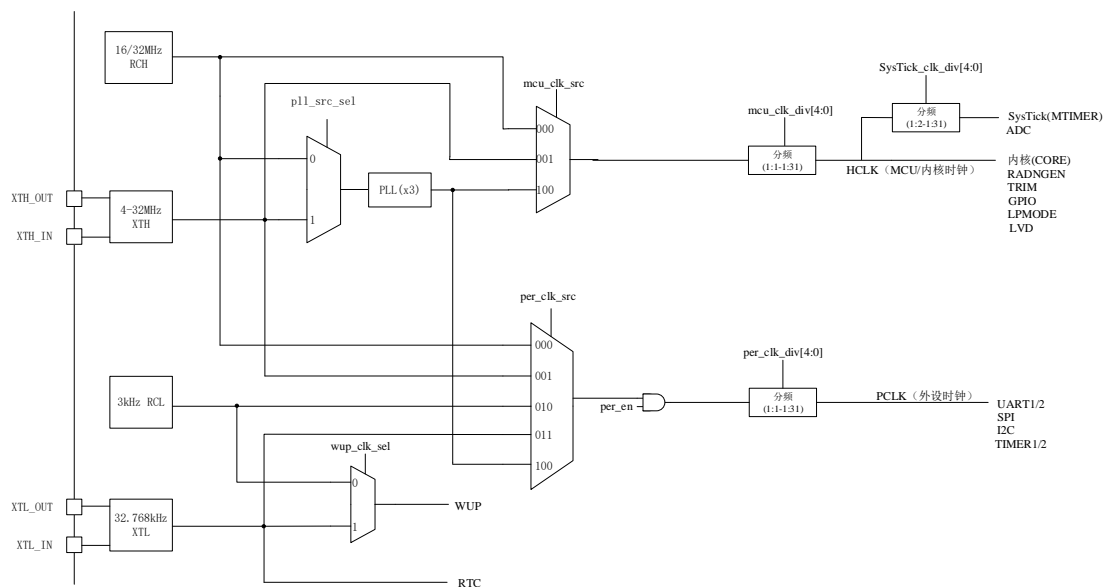 16/32MHz
RCH
pll_src_sel
mcu_clk_src
SysTick_clk_div[4:0]
mcu_clk_div[4:0]
分频
(1:2-1:31)
SysTick(MTIMER)
ADC
000
0
001
分频
(1:1-1:31)
HCLK（MCU/内核时钟）
内核(CORE)
RADNGEN
TRIM
GPIO
LPMODE
LVD
PLL(x3)
100
XTH_OUT
XTH_IN
4-32MHz
XTH
1
per_clk_src
000
per_clk_div[4:0]
001
3kHz RCL
010
per_en
分频
(1:1-1:31)
PCLK（外设时钟）
UART1/2
SPI
I2C
TIMER1/2
011
wup_clk_sel
100
0
XTL_OUT
XTL_IN
32.768kHz
XTL
1
WUP
RTC